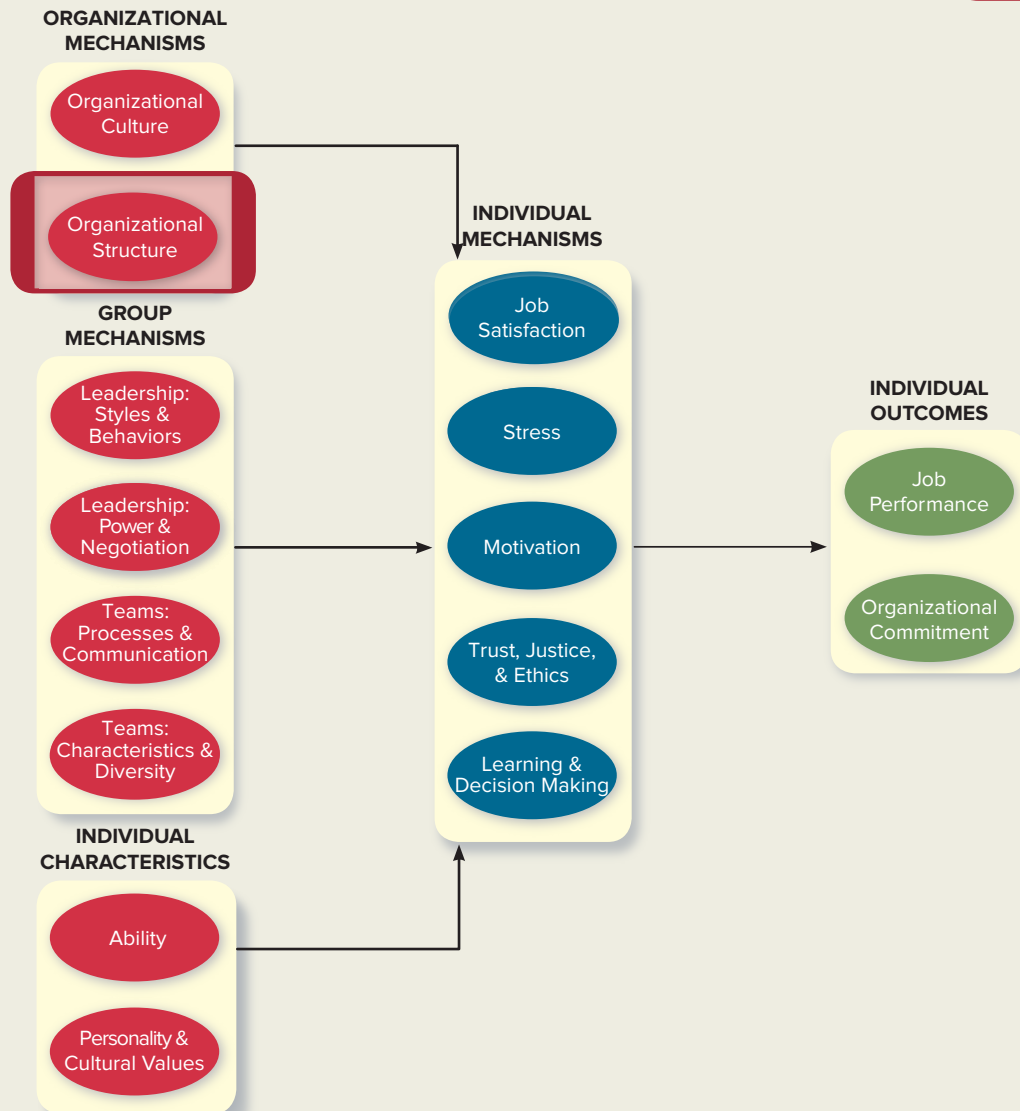 ORGANIZATIONAL
MECHANISMS
Organizational
Culture
Organizational
Structure
GROUP
MECHANISMS
Leadership:
Styles &
Behaviors
Leadership:
Power &
Negotiation
Teams:
Processes &
Communication
Teams:
Characteristics &
Diversity
INDIVIDUAL
CHARACTERISTICS
Ability
Personality &
Cultural Values
INDIVIDUAL
MECHANISMS
Job
Satisfaction
Stress
Motivation
Trust, Justice,
& Ethics
Learning &
Decision Making
INDIVIDUAL
OUTCOMES
Job
Performance
Organizational
Commitment